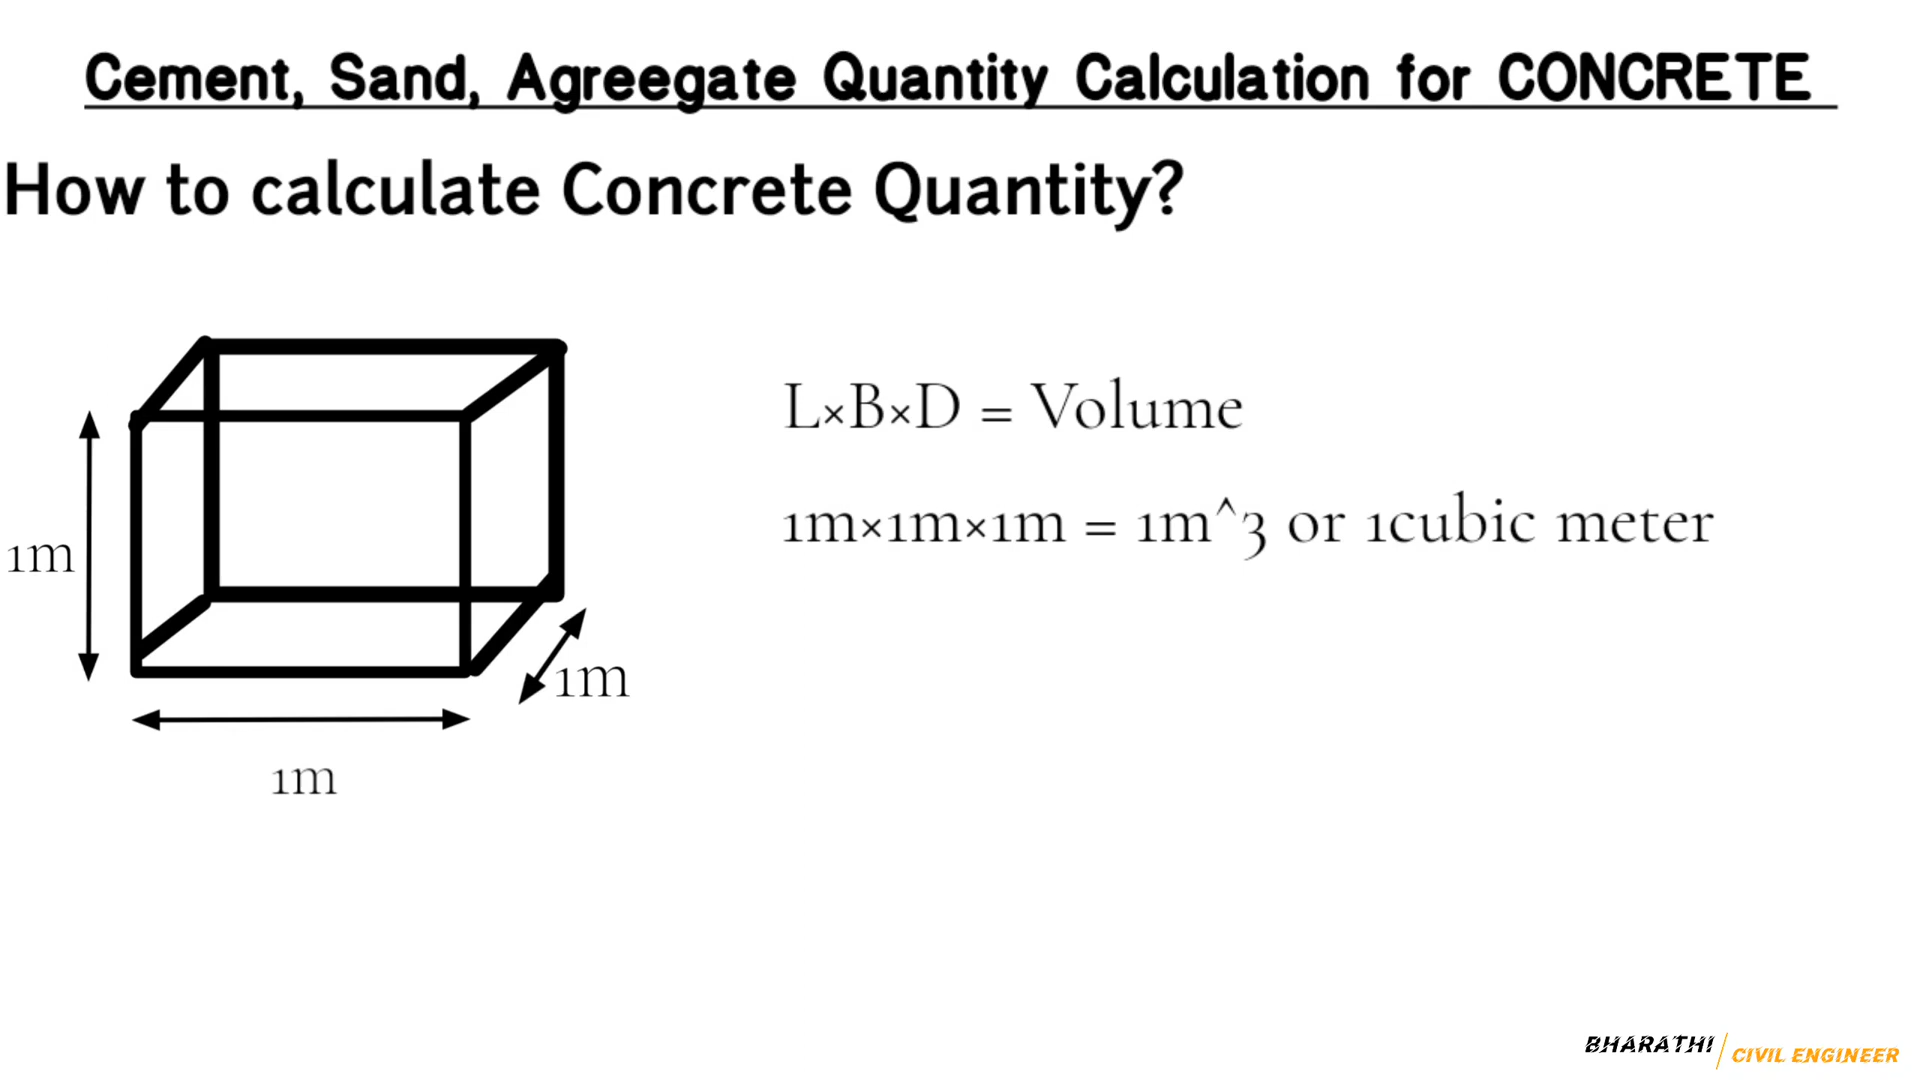 Cement, Sand, Agreegate Quantity Calculation for CONCRETE
How to calculate Concrete Quantity?
L×B×D = Volume
1m×1m×1m = 1m^3 or 1cubic meter
1m
1m
1m
BHARATHI
CIVIL ENGINEER